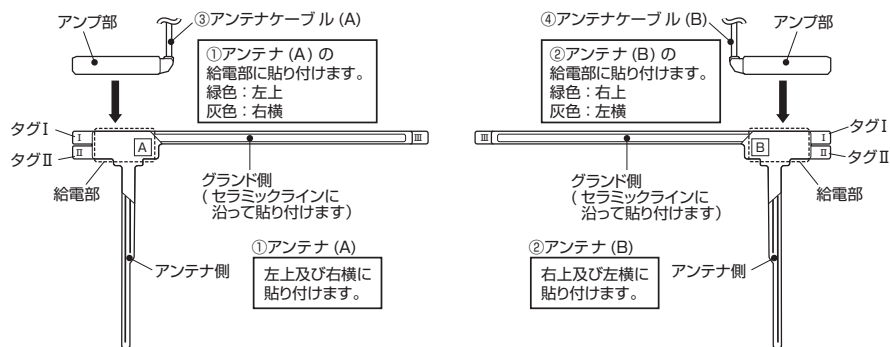 ③アンテナケーブル (A)
アンプ部
①アンテナ (A) の
給電部に貼り付けます。
緑色：左上
灰色：右横
タグI
タグII
I
II
A
III
給電部
グランド側
(セラミックラインに
沿って貼り付けます)
①アンテナ (A)
アンテナ側
左上及び右横に
貼り付けます。
④アンテナケーブル (B)
アンプ部
②アンテナ (B) の
給電部に貼り付けます。
緑色：右上
灰色：左横
III
B
I
II
タグI
タグII
グランド側
(セラミックラインに
沿って貼り付けます)
給電部
②アンテナ (B)
右上及び左横に
貼り付けます。
アンテナ側